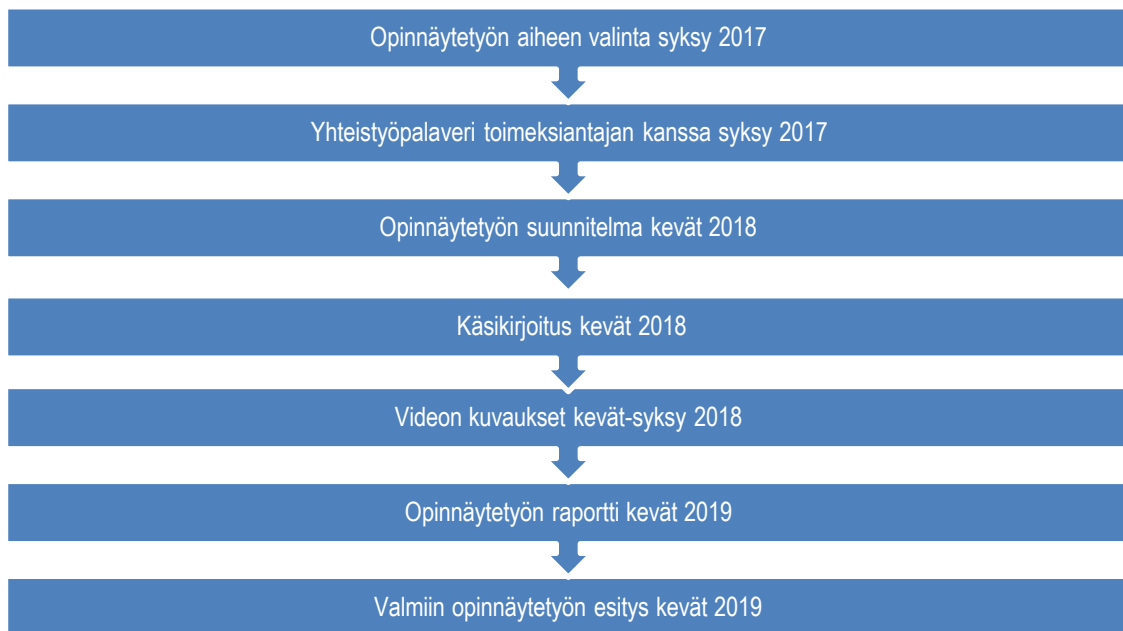 Opinnäytetyön aiheen valinta syksy 2017
Yhteistyöpalaveri toimeksiantajan kanssa syksy 2017
Opinnäytetyön suunnitelma kevät 2018
Käsikirjoitus kevät 2018
Videon kuvaukset kevät-syksy 2018
Opinnäytetyön raportti kevät 2019
Valmiin opinnäytetyön esitys kevät 2019